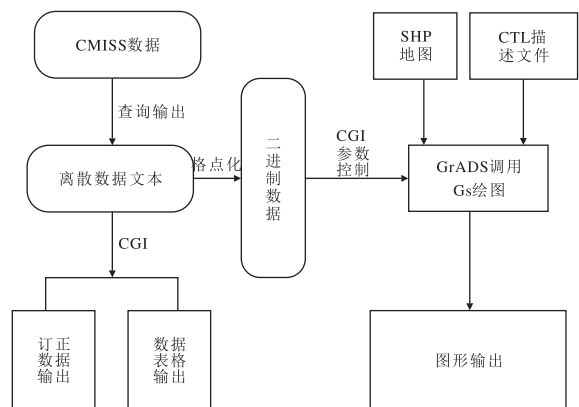 CMISS数据
SHP
地图
CTL描
述文件
查询输出
离散数据文本
格点化
二
进
制
数
据
CGI
参数
控制
GrADS调用
Gs绘图
CGI
订正
数据
输出
数据
表格
输出
图形输出